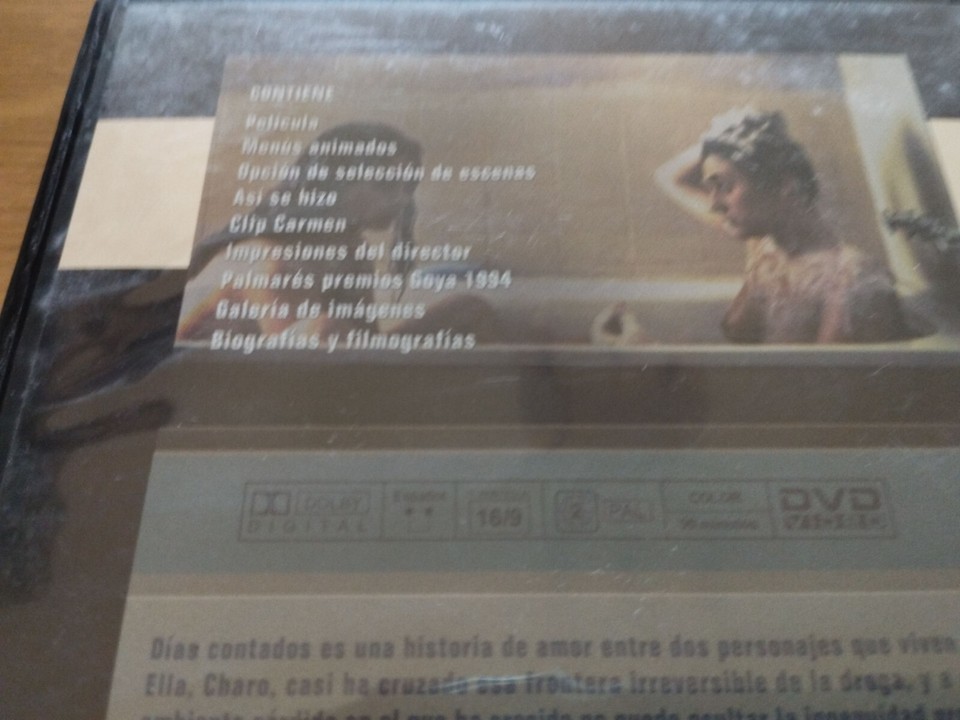 CONTIENE
Película
Menús animados
Opción de selección de escenas
Así se hizo
Clip Carmen
Impresiones del director
Palmarés premios Goya 1994
Galería de imágenes
Biografías y filmografías
DOLBY DIGITAL 16/9 2 PAL COLOR DVD
Días contados es una historia de amor entre dos personajes que viven
Ella, Charo, casi ha cruzado esa frontera irreversible de la droga, y a